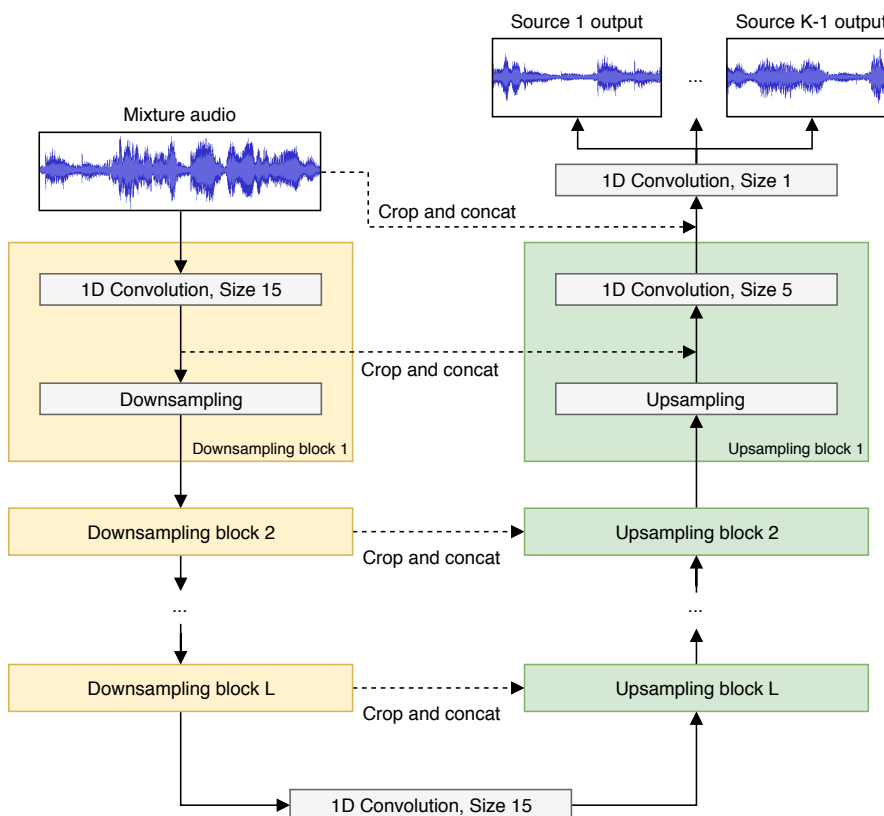 Source 1 output
Source K-1 output
...
Mixture audio
1D Convolution, Size 1
Crop and concat
1D Convolution, Size 15
1D Convolution, Size 5
Crop and concat
Downsampling
Upsampling
Downsampling block 1
Upsampling block 1
Downsampling block 2
Upsampling block 2
Crop and concat
...
...
Downsampling block L
Upsampling block L
Crop and concat
1D Convolution, Size 15